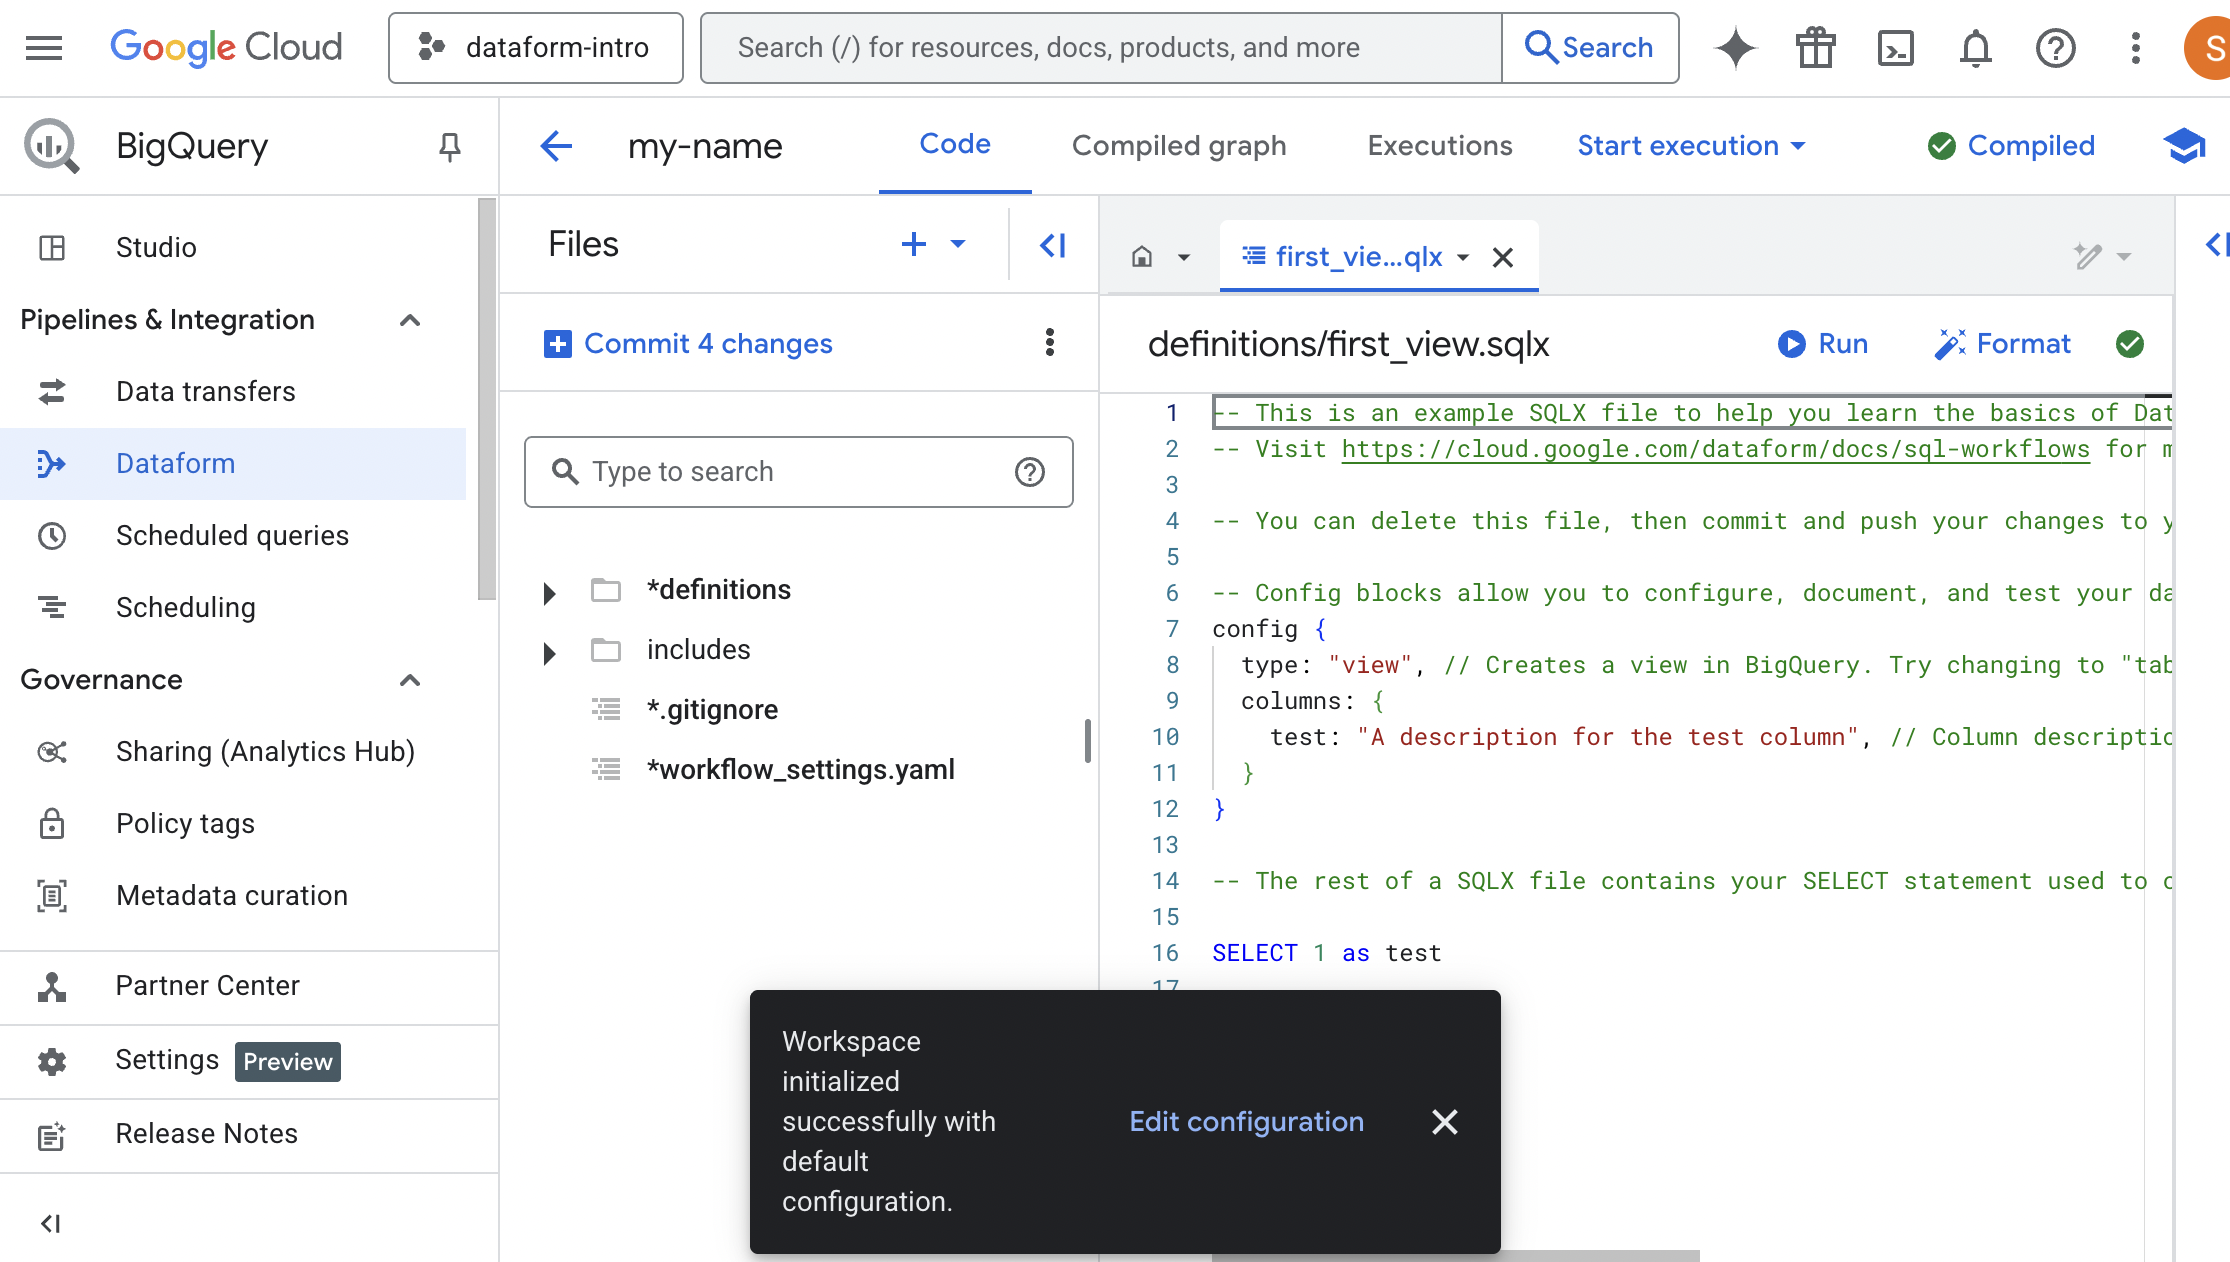 Google Cloud
dataform-intro
Search (/) for resources, docs, products, and more
Search
S
BigQuery
my-name
Code
Compiled graph
Executions
Start execution
Compiled
Studio
Pipelines & Integration
Data transfers
Dataform
Scheduled queries
Scheduling
Governance
Sharing (Analytics Hub)
Policy tags
Metadata curation
Partner Center
Settings Preview
Release Notes
Files
Commit 4 changes
Type to search
*definitions
includes
*.gitignore
*workflow_settings.yaml
first_vie...qlx
definitions/first_view.sqlx
Run
Format
1 -- This is an example SQLX file to help you learn the basics of Dat
2 -- Visit https://cloud.google.com/dataform/docs/sql-workflows for
3
4 -- You can delete this file, then commit and push your changes to
5
6 -- Config blocks allow you to configure, document, and test your da
7 config {
8 type: "view", // Creates a view in BigQuery. Try changing to "tab
9 columns: {
10 test: "A description for the test column", // Column descriptio
11 }
12 }
13
14 -- The rest of a SQLX file contains your SELECT statement used to
15
16 SELECT 1 as test
17
Workspace
initialized
successfully with
default
configuration.
Edit configuration